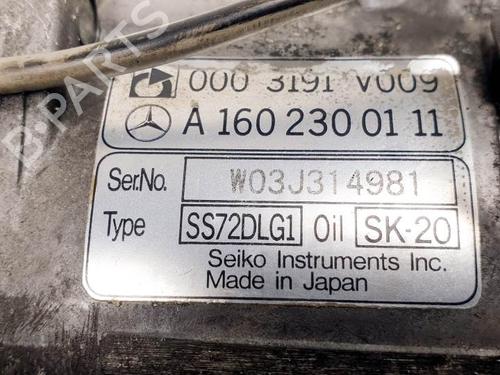 000 3191 V009
A 160 230 01 11
Ser.No. W03J314981
Type SS72DLG1 Oil SK-20
Seiko Instruments Inc.
Made in Japan
B-Parts